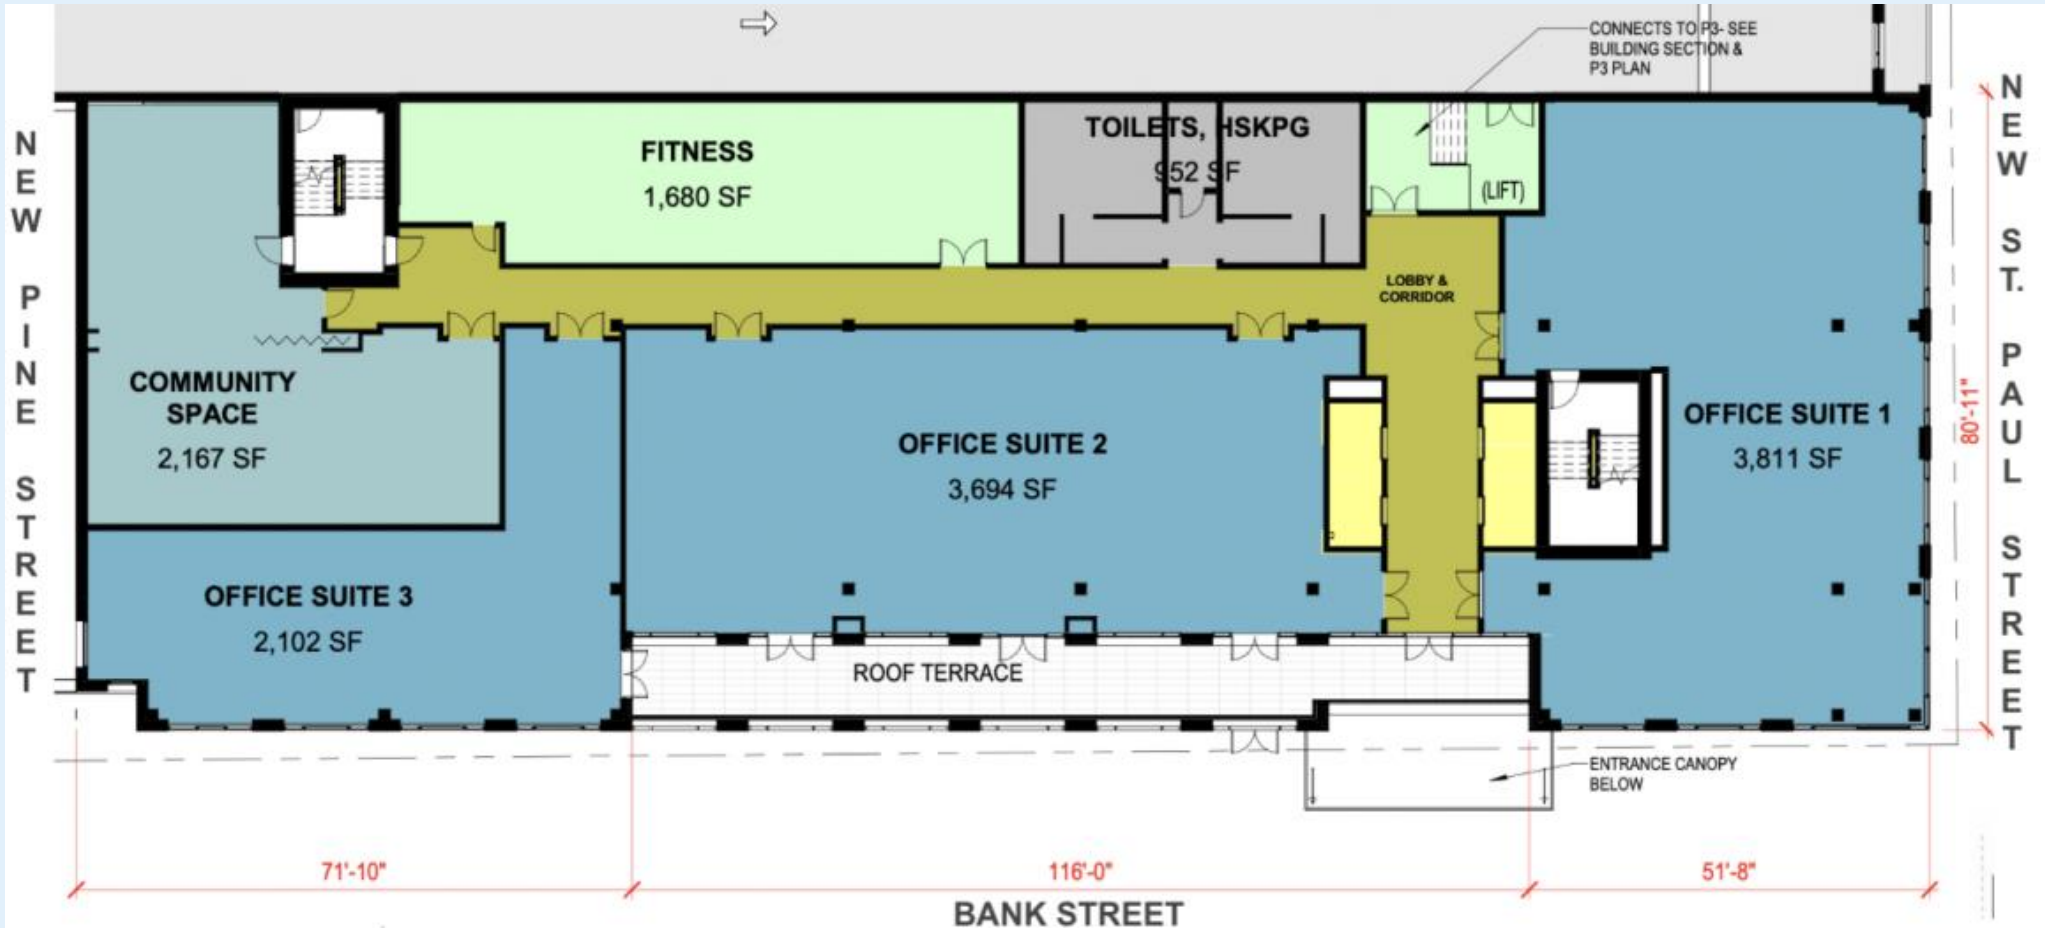 CONNECTS TO P3- SEE
BUILDING SECTION &
P3 PLAN
NEW PINE STREET
NEW ST. PAUL STREET
FITNESS
1,680 SF
TOILETS, HSKPG
952 SF
(LIFT)
LOBBY &
CORRIDOR
COMMUNITY
SPACE
2,167 SF
OFFICE SUITE 2
3,694 SF
OFFICE SUITE 1
3,811 SF
80'-11"
OFFICE SUITE 3
2,102 SF
ROOF TERRACE
ENTRANCE CANOPY
BELOW
71'-10"
116'-0"
51'-8"
BANK STREET